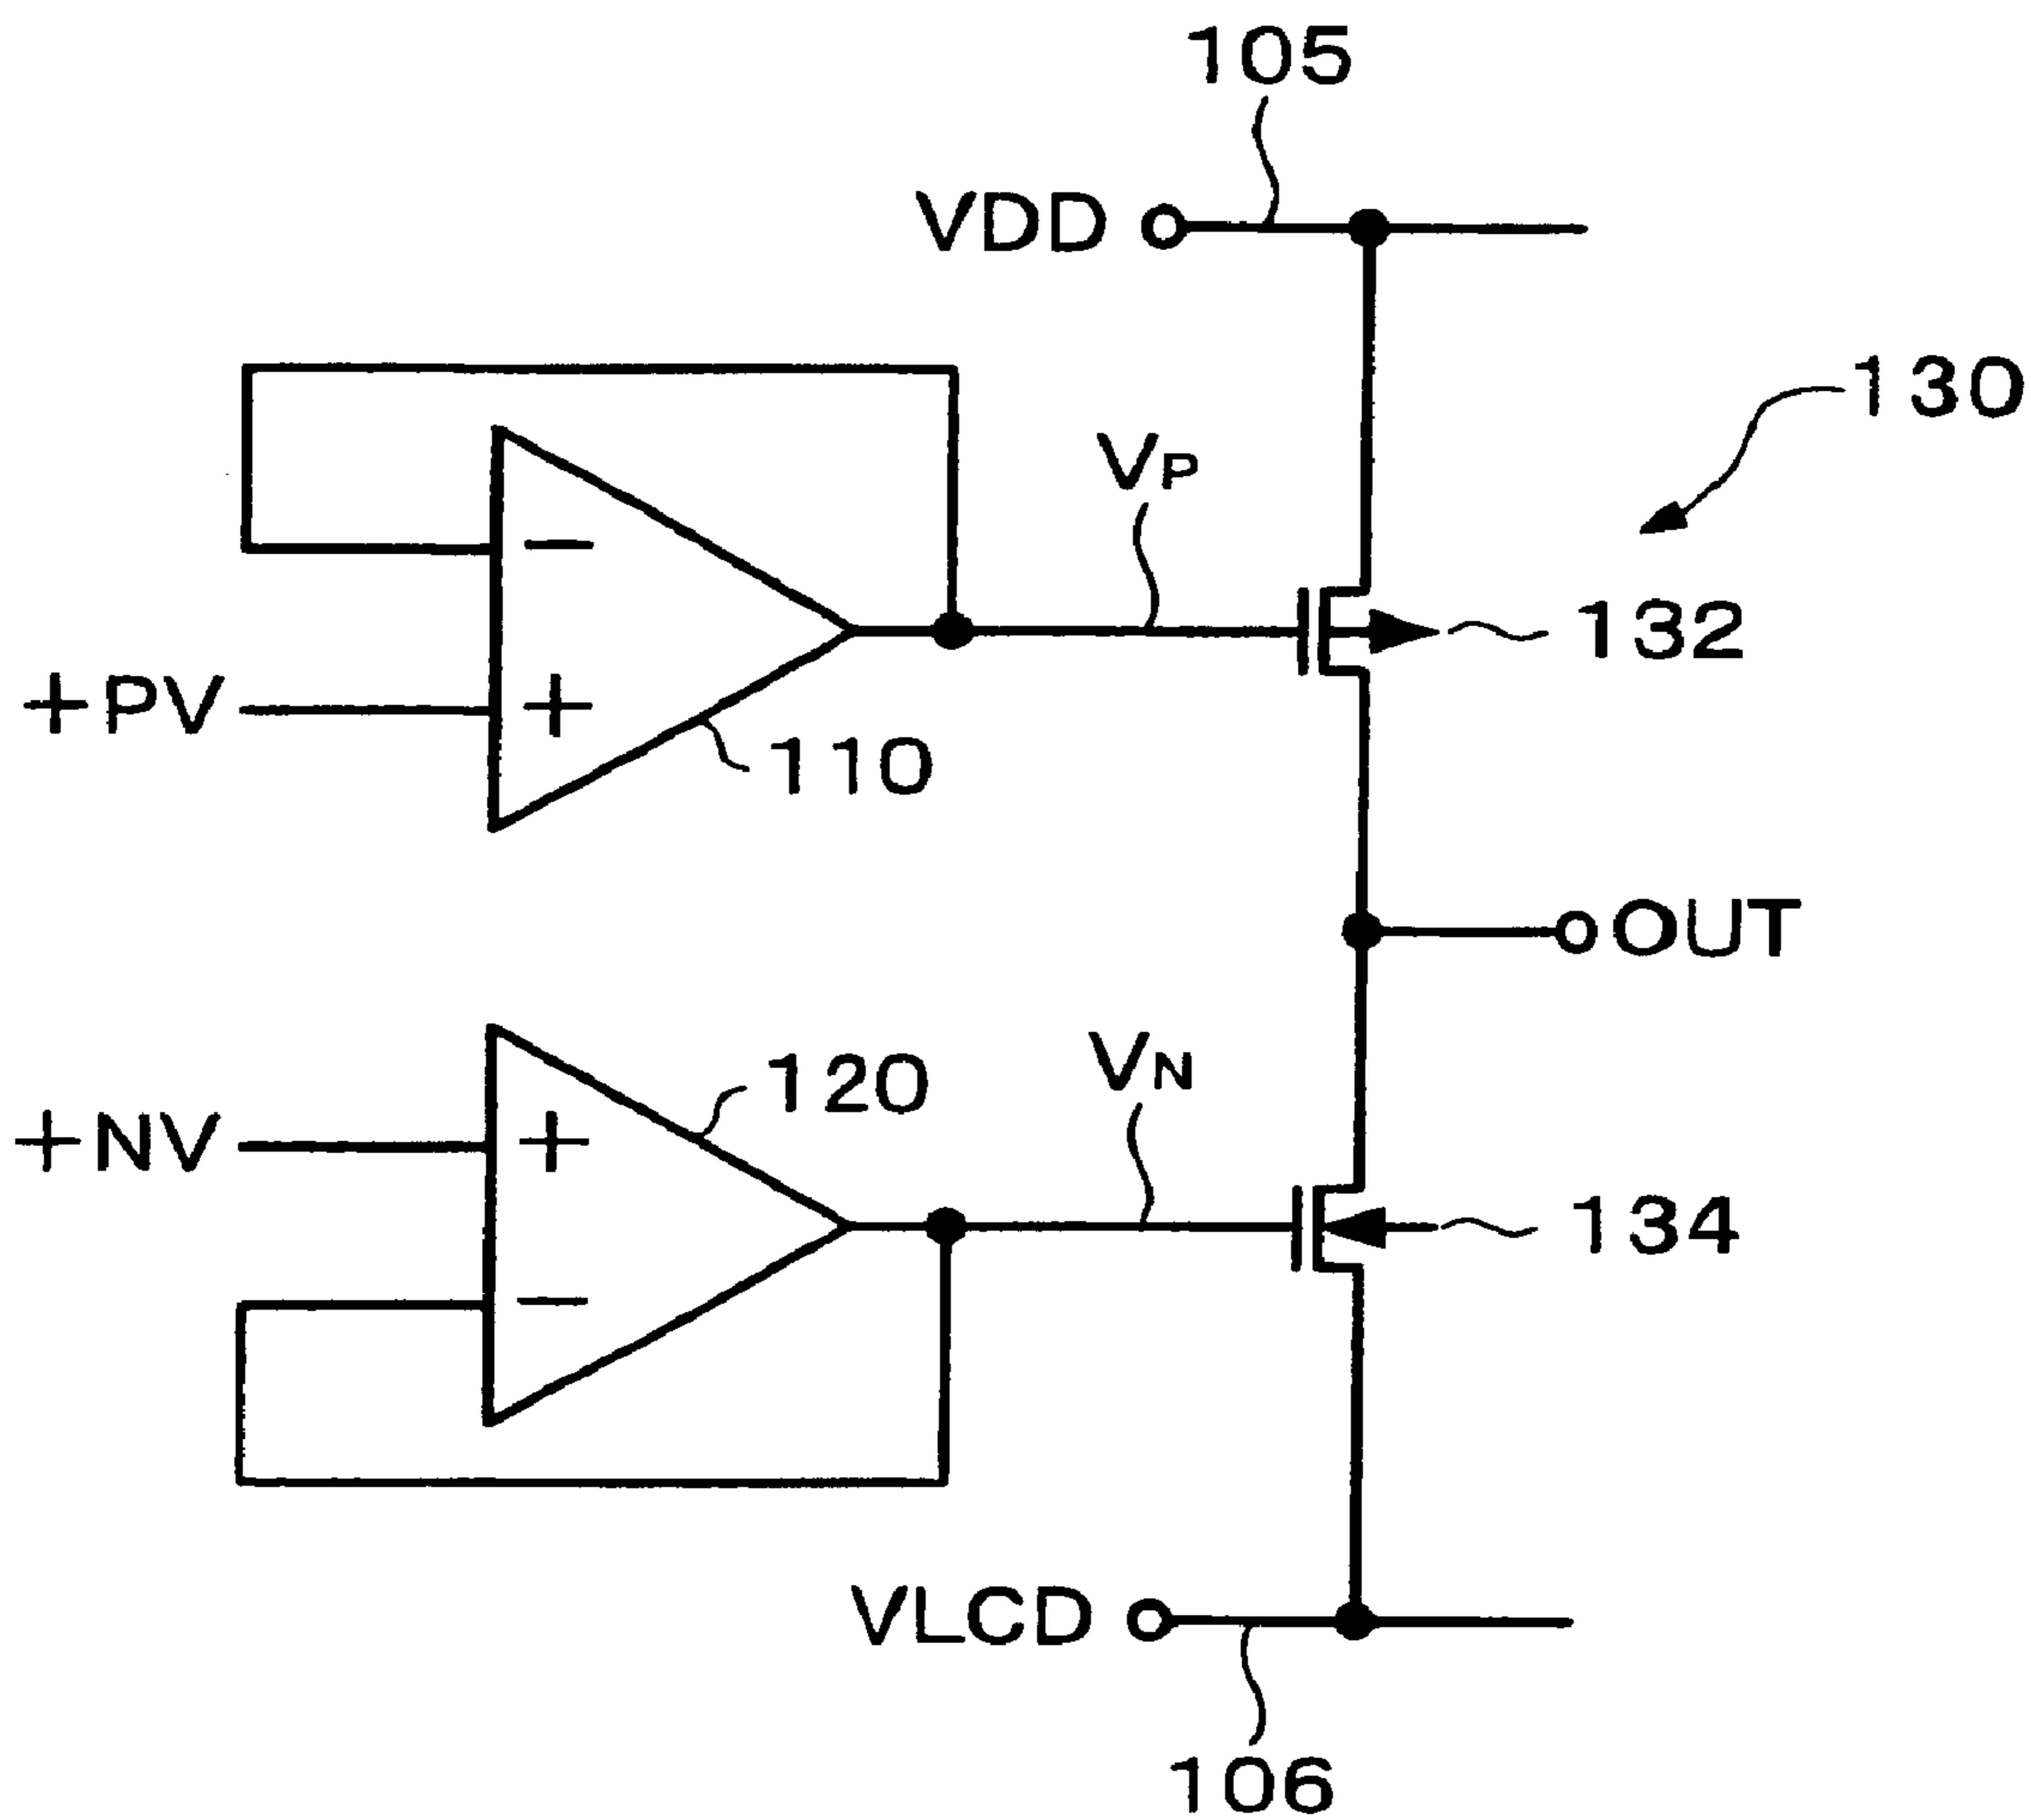 105
VDD
130
VP
−
132
+PV
+
110
OUT
120
VN
+NV
+
134
−
VLCD
106